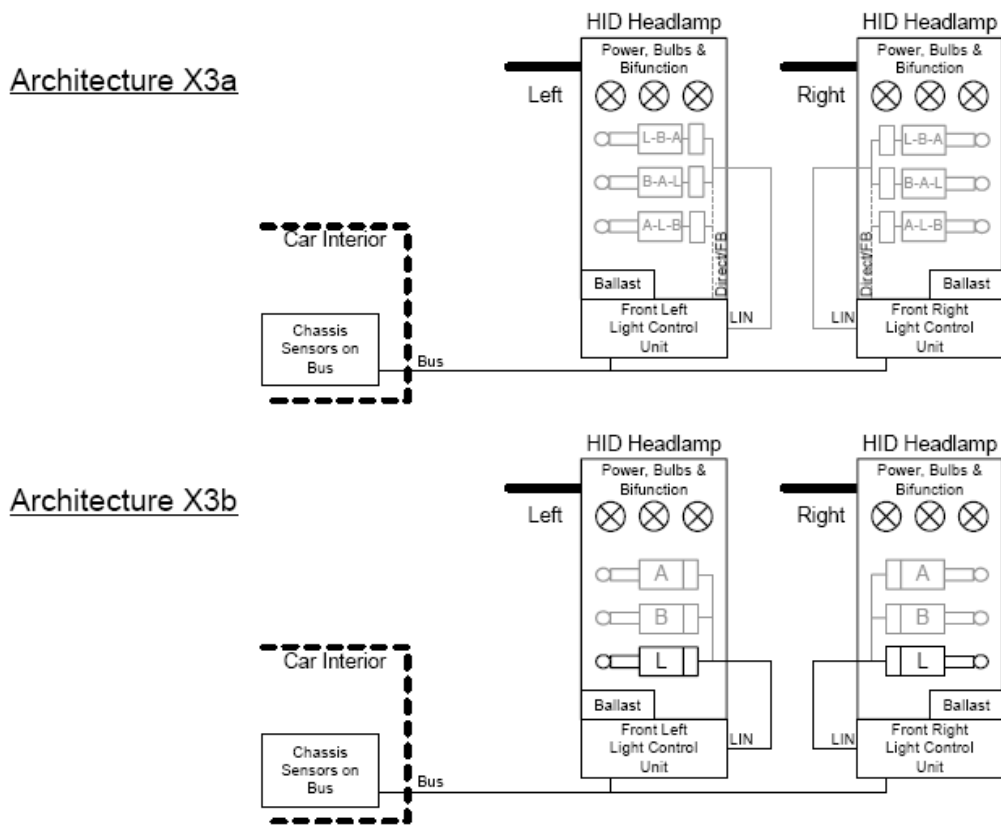 Architecture X3a
HID Headlamp
Power, Bulbs &
Bifunction
Left
L-B-A
B-A-L
A-L-B
Direct/FB
Ballast
Front Left
Light Control
Unit
LIN
HID Headlamp
Power, Bulbs &
Bifunction
Right
L-B-A
B-A-L
A-L-B
Direct/FB
Ballast
Front Right
Light Control
Unit
LIN
Car Interior
Chassis
Sensors on
Bus
Bus
Architecture X3b
HID Headlamp
Power, Bulbs &
Bifunction
Left
A
B
L
Ballast
Front Left
Light Control
Unit
LIN
HID Headlamp
Power, Bulbs &
Bifunction
Right
A
B
L
Ballast
Front Right
Light Control
Unit
LIN
Car Interior
Chassis
Sensors on
Bus
Bus